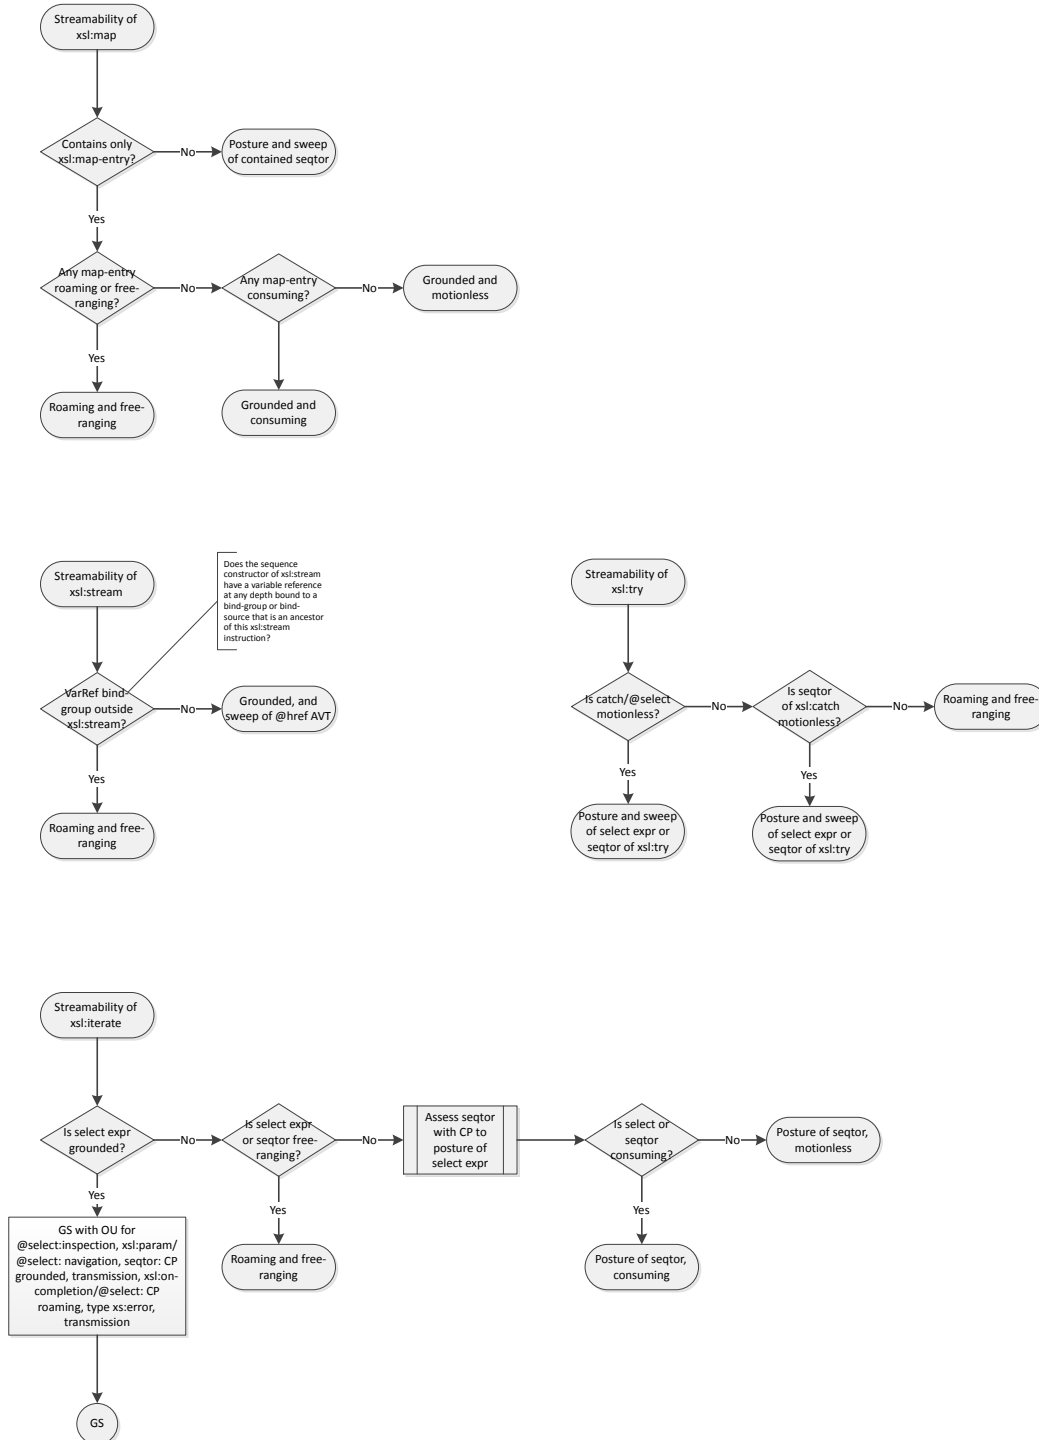 Streamability of
xsl:map
Contains only
xsl:map-entry?
No
Posture and sweep
of contained seqtor
Yes
Any map-entry
roaming or free-
ranging?
No
Any map-entry
consuming?
No
Grounded and
motionless
Yes
Roaming and free-
ranging
Grounded and
consuming
Streamability of
xsl:stream
Does the sequence
constructor of xsl:stream
have a variable reference
at any depth bound to a
bind-group or bind-
source that is an ancestor
of this xsl:stream
instruction?
VarRef bind-
group outside
xsl:stream?
No
Grounded, and
sweep of @href AVT
Yes
Roaming and free-
ranging
Streamability of
xsl:try
Is catch/@select
motionless?
No
Is seqtor
of xsl:catch
motionless?
No
Roaming and free-
ranging
Yes
Posture and sweep
of select expr or
seqtor of xsl:try
Yes
Posture and sweep
of select expr or
seqtor of xsl:try
Streamability of
xsl:iterate
Is select expr
grounded?
No
Is select expr
or seqtor free-
ranging?
No
Assess seqtor
with CP to
posture of
select expr
Is select or
seqtor
consuming?
No
Posture of seqtor,
motionless
Yes
GS with OU for
@select:inspection, xsl:param/
@select: navigation, seqtor: CP
grounded, transmission, xsl:on-
completion/@select: CP
roaming, type xs:error,
transmission
Yes
Roaming and free-
ranging
Yes
Posture of seqtor,
consuming
GS